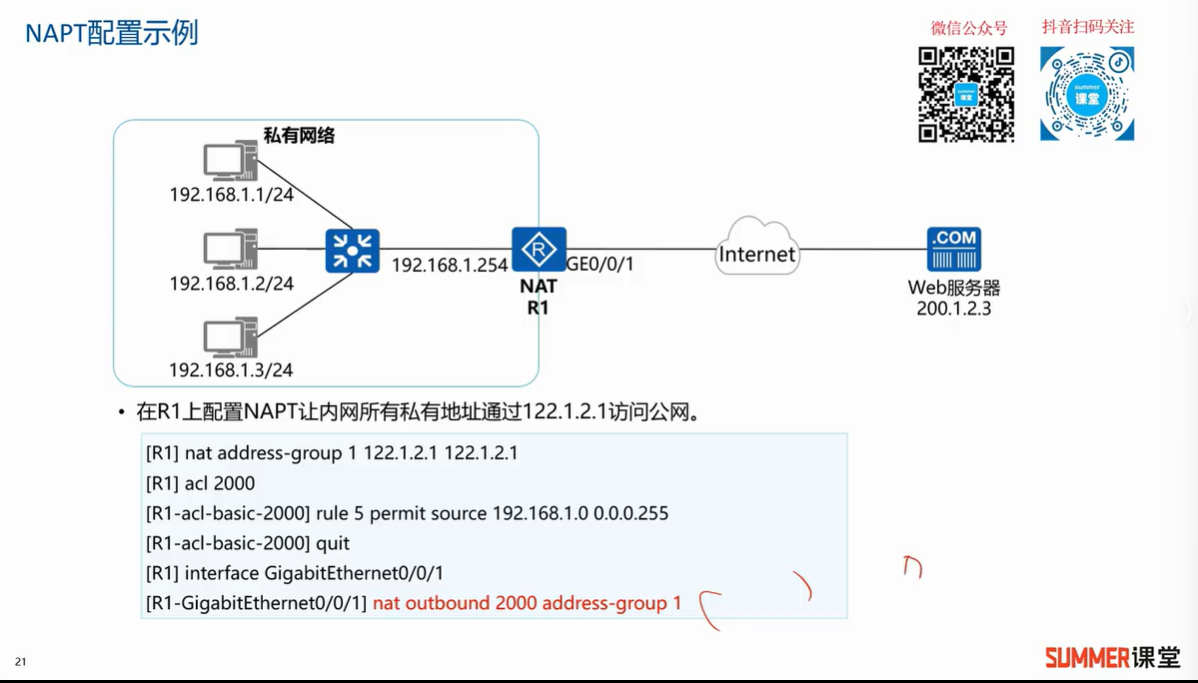 NAPT配置示例
微信公众号
抖音扫码关注
summer
课堂
summer
课堂
私有网络
192.168.1.1/24
192.168.1.2/24
192.168.1.254
R
GE0/0/1
NAT
R1
Internet
.COM
Web服务器
200.1.2.3
192.168.1.3/24
• 在R1上配置NAPT让内网所有私有地址通过122.1.2.1访问公网。
[R1] nat address-group 1 122.1.2.1 122.1.2.1
[R1] acl 2000
[R1-acl-basic-2000] rule 5 permit source 192.168.1.0 0.0.0.255
[R1-acl-basic-2000] quit
[R1] interface GigabitEthernet0/0/1
[R1-GigabitEthernet0/0/1] nat outbound 2000 address-group 1
21
SUMMER课堂